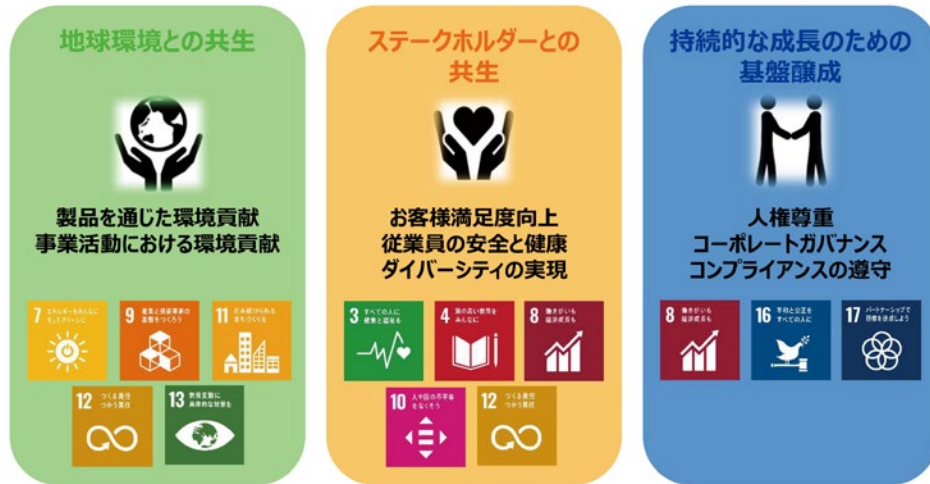 地球環境との共生
製品を通じた環境貢献
事業活動における環境貢献
7 エネルギーをみんなに
そしてクリーンに
9 産業と技術革新の
基盤をつくろう
11 住み続けられる
まちづくりを
12 つくる責任
つかう責任
13 気候変動に
具体的な対策を
ステークホルダーとの
共生
お客様満足度向上
従業員の安全と健康
ダイバーシティの実現
3 すべての人に
健康と福祉を
4 質の高い教育を
みんなに
8 働きがいも
経済成長も
10 人や国の不平等
をなくそう
12 つくる責任
つかう責任
持続的な成長のための
基盤醸成
人権尊重
コーポレートガバナンス
コンプライアンスの遵守
8 働きがいも
経済成長も
16 平和と公正を
すべての人に
17 パートナーシップで
目標を達成しよう